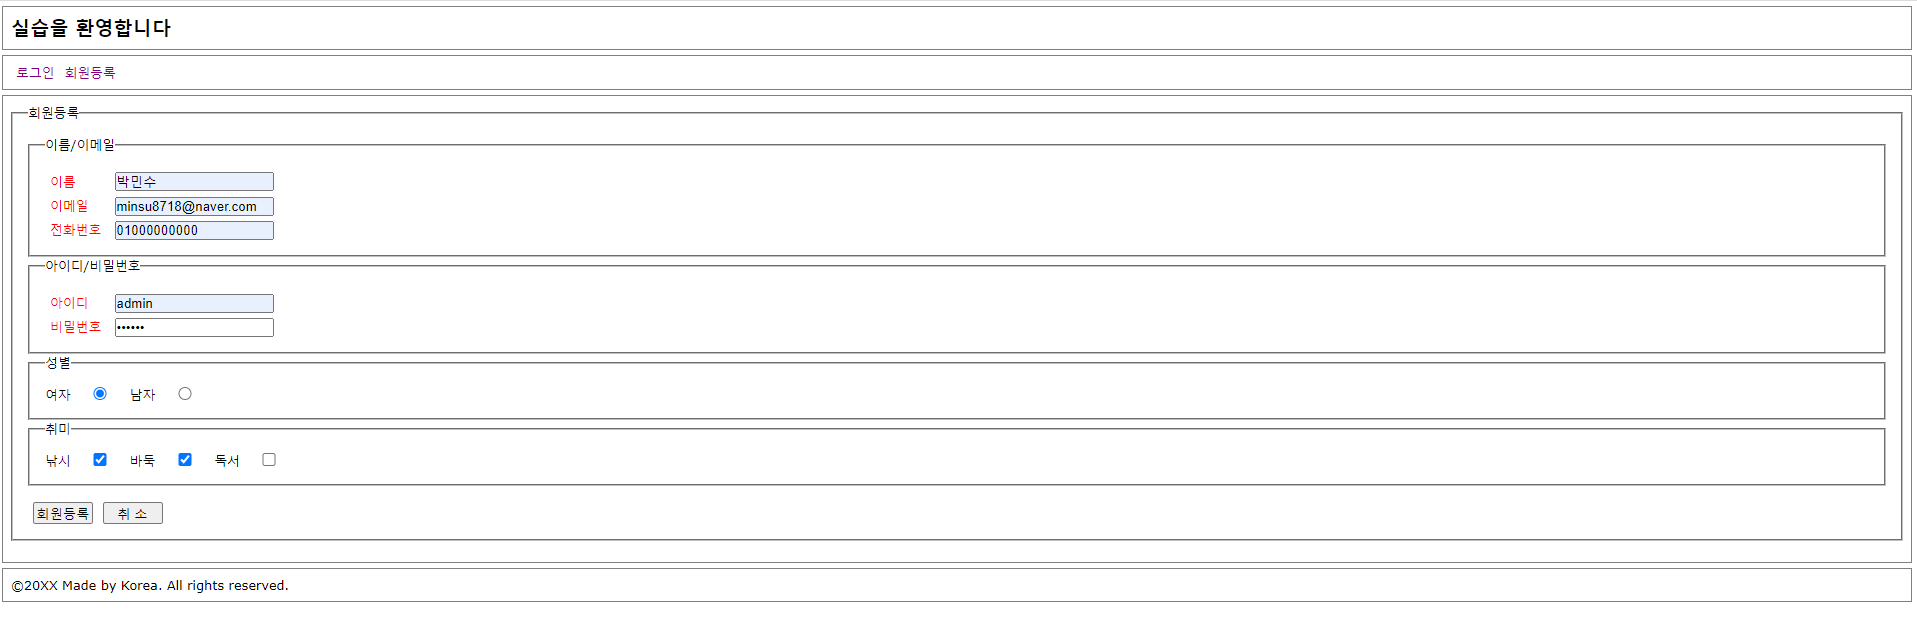 실습을 환영합니다
로그인 회원등록
회원등록
이름/이메일
이름 박민수
이메일 minsu8718@naver.com
전화번호 01000000000
아이디/비밀번호
아이디 admin
비밀번호 ••••••
성별
여자 남자
취미
낚시 바둑 독서
회원등록 취 소
©20XX Made by Korea. All rights reserved.